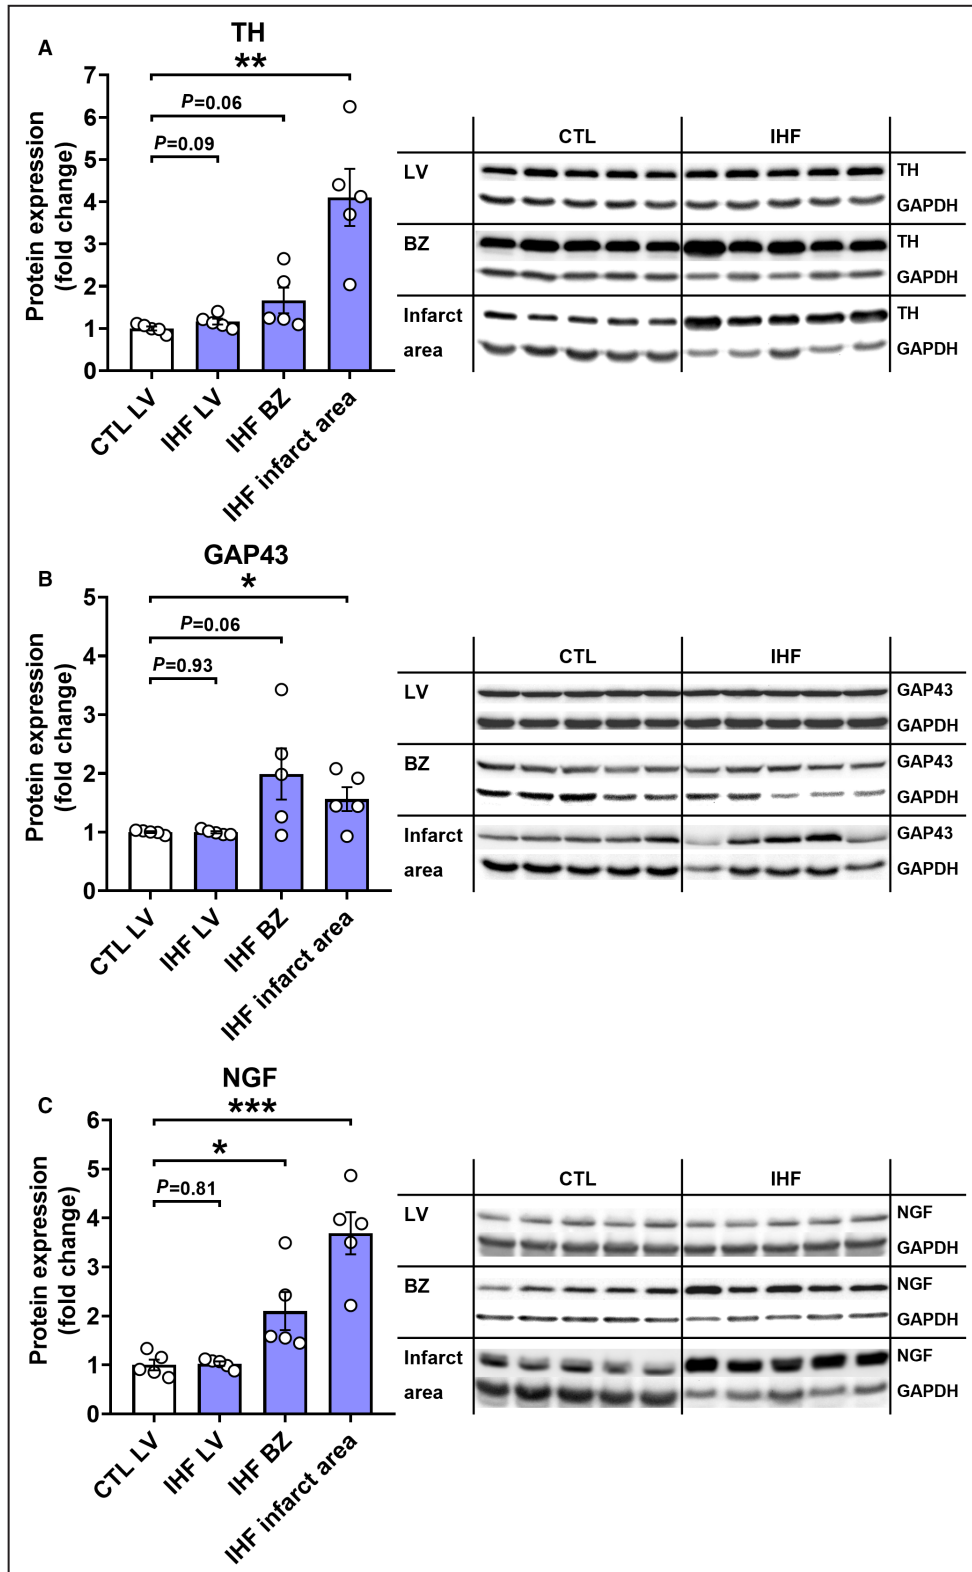 A
TH
**
P=0.06
P=0.09
Protein expression
(fold change)
7
6
5
4
3
2
1
0
CTL LV
IHF LV
IHF BZ
IHF infarct area
CTL IHF
LV TH
GAPDH
BZ TH
GAPDH
Infarct TH
area GAPDH
B
GAP43
*
P=0.06
P=0.93
Protein expression
(fold change)
5
4
3
2
1
0
CTL LV
IHF LV
IHF BZ
IHF infarct area
CTL IHF
LV GAP43
GAPDH
BZ GAP43
GAPDH
Infarct GAP43
area GAPDH
C
NGF
***
*
P=0.81
Protein expression
(fold change)
6
5
4
3
2
1
0
CTL LV
IHF LV
IHF BZ
IHF infarct area
CTL IHF
LV NGF
GAPDH
BZ NGF
GAPDH
Infarct NGF
area GAPDH